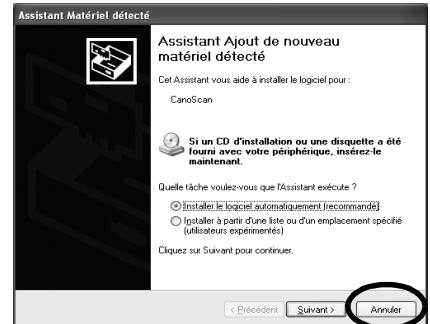 Assistant Matériel détecté
Assistant Ajout de nouveau
matériel détecté
Cet Assistant vous aide à installer le logiciel pour :
CanoScan
Si un CD d'installation ou une disquette a été
fourni avec votre périphérique, insérez-le
maintenant.
Quelle tâche voulez-vous que l'Assistant exécute ?
Installer le logiciel automatiquement (recommandé)
Installer à partir d'une liste ou d'un emplacement spécifié
(utilisateurs expérimentés)
Cliquez sur Suivant pour continuer.
< Précédent
Suivant >
Annuler